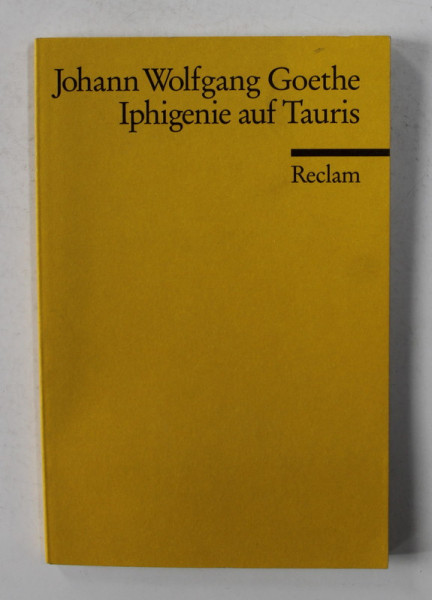 Johann Wolfgang Goethe
Iphigenie auf Tauris
Reclam